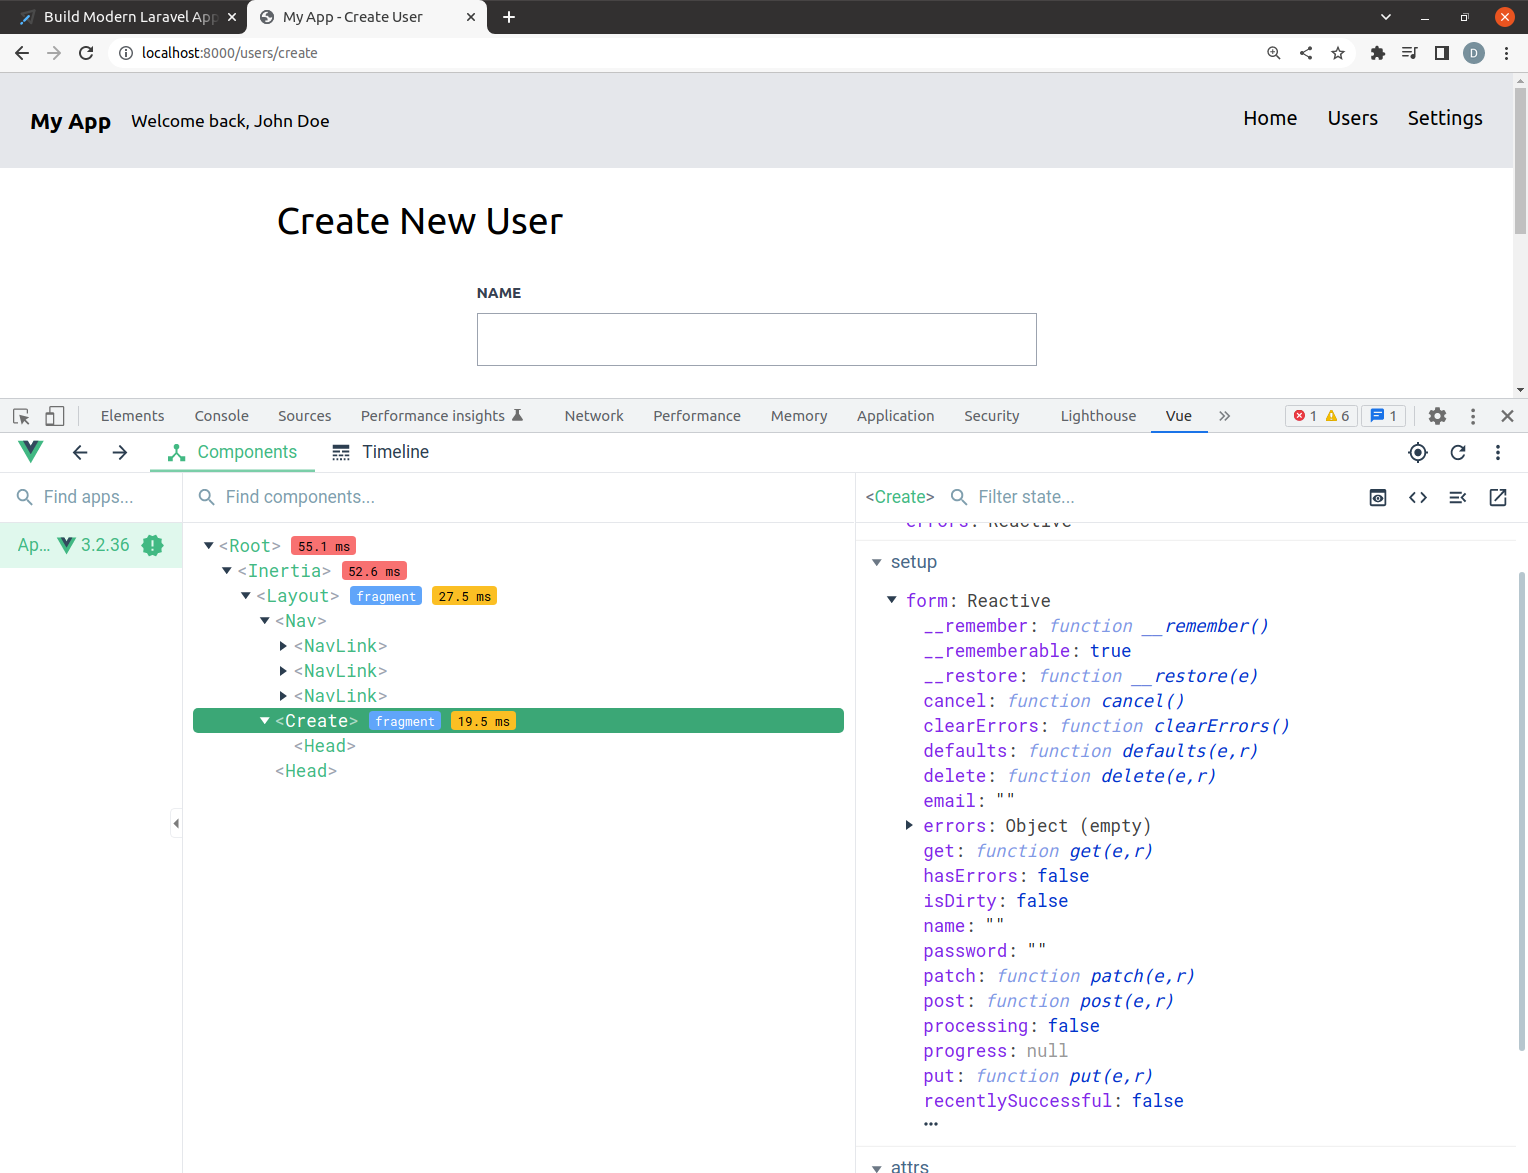 Build Modern Laravel App
My App - Create User
localhost:8000/users/create
D
My App
Welcome back, John Doe
Home
Users
Settings
Create New User
NAME
Elements
Console
Sources
Performance insights
Network
Performance
Memory
Application
Security
Lighthouse
Vue
1
6
1
Components
Timeline
Find apps...
Find components...
<Create>
Filter state...
Ap...
3.2.36
<Root> 55.1 ms
<Inertia> 52.6 ms
<Layout> fragment 27.5 ms
<Nav>
<NavLink>
<NavLink>
<NavLink>
<Create> fragment 19.5 ms
<Head>
<Head>
errors: Reactive
setup
form: Reactive
__remember: function __remember()
__rememberable: true
__restore: function __restore(e)
cancel: function cancel()
clearErrors: function clearErrors()
defaults: function defaults(e,r)
delete: function delete(e,r)
email: ""
errors: Object (empty)
get: function get(e,r)
hasErrors: false
isDirty: false
name: ""
password: ""
patch: function patch(e,r)
post: function post(e,r)
processing: false
progress: null
put: function put(e,r)
recentlySuccessful: false
...
attrs